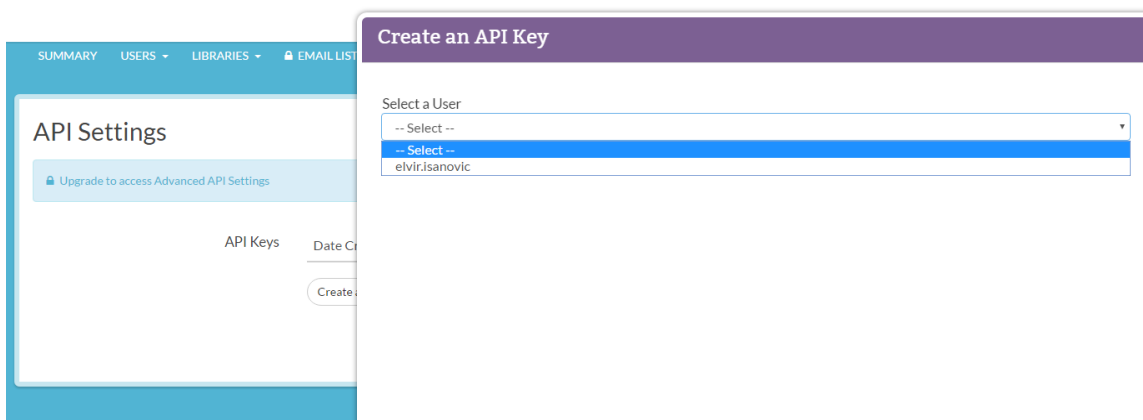 Create an API Key
SUMMARY USERS LIBRARIES EMAIL LIST
Select a User
-- Select --
-- Select --
elvir.isanovic
API Settings
Upgrade to access Advanced API Settings
API Keys
Date Cr
Create